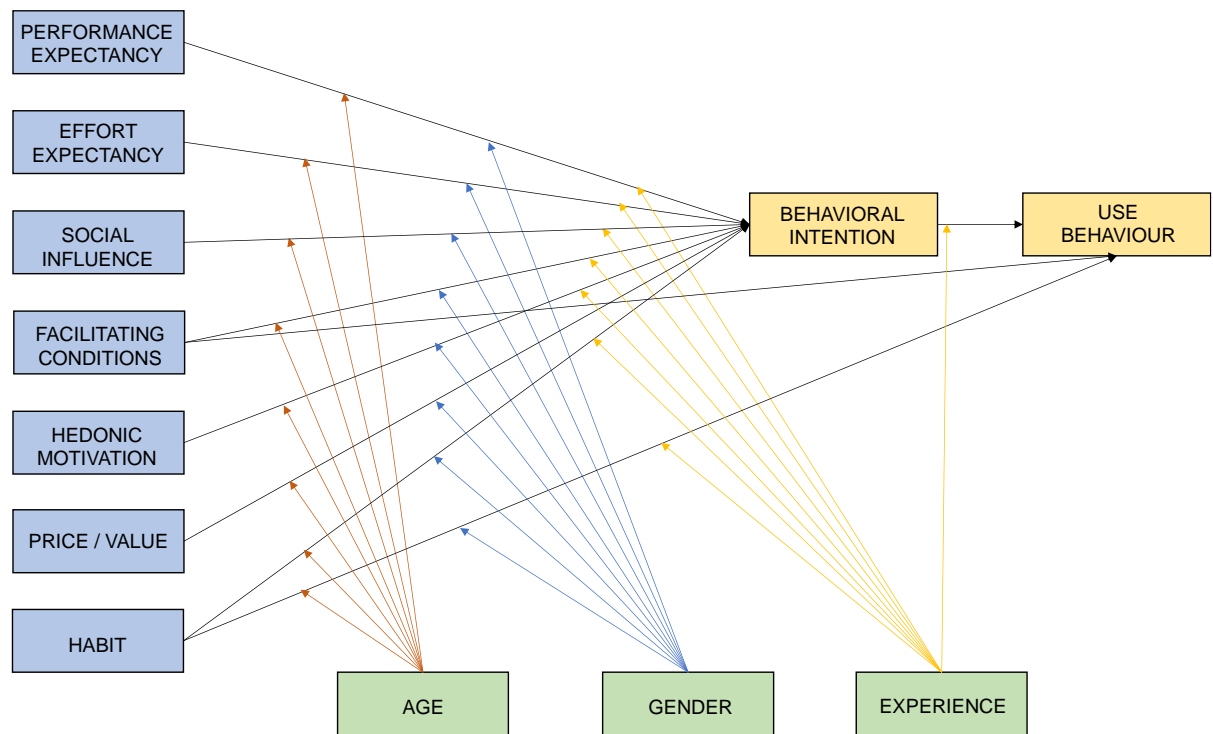 PERFORMANCE
EXPECTANCY
EFFORT
EXPECTANCY
SOCIAL
INFLUENCE
FACILITATING
CONDITIONS
HEDONIC
MOTIVATION
PRICE / VALUE
HABIT
BEHAVIORAL
INTENTION
USE
BEHAVIOUR
AGE
GENDER
EXPERIENCE